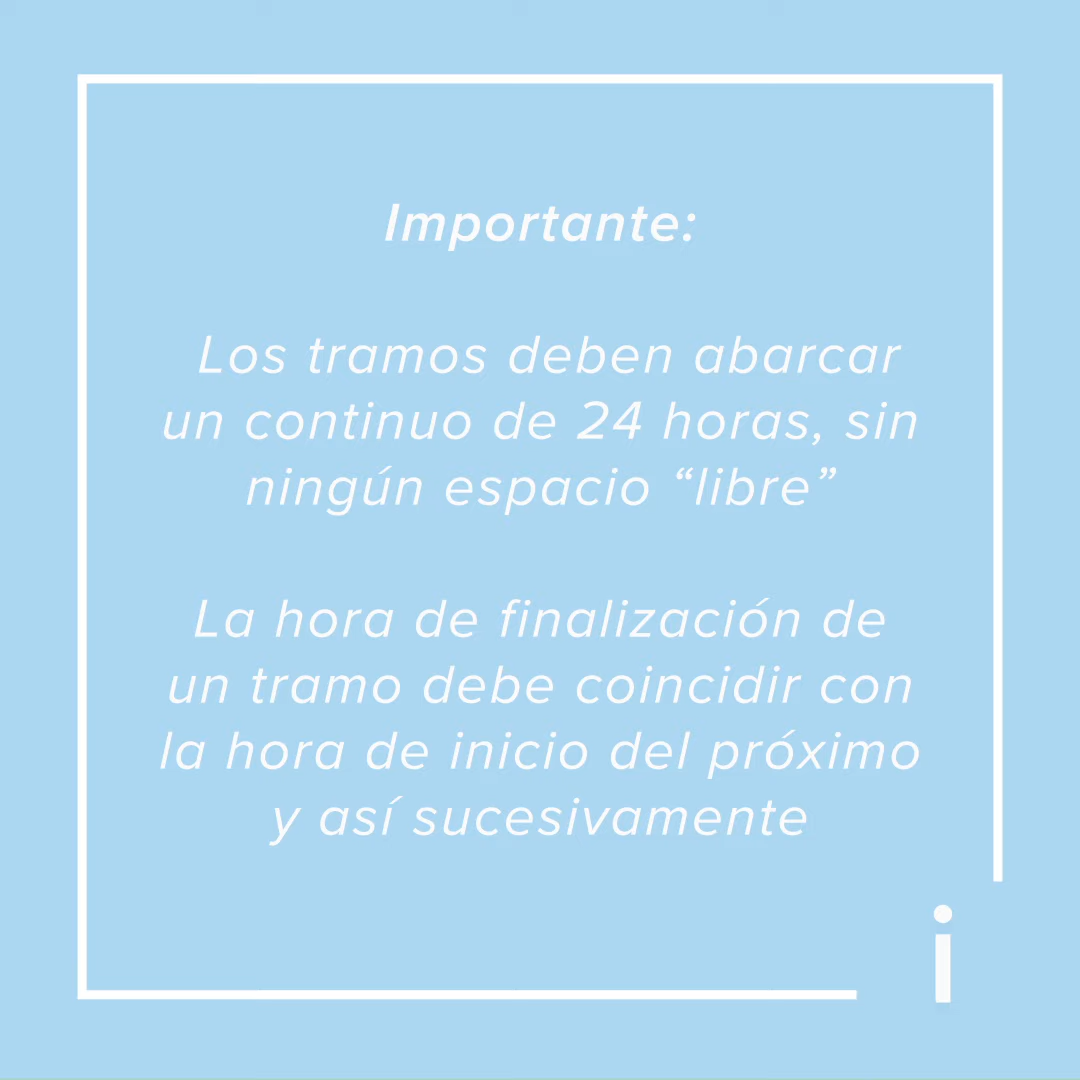 Importante:
Los tramos deben abarcar
un continuo de 24 horas, sin
ningún espacio “libre”
La hora de finalización de
un tramo debe coincidir con
la hora de inicio del próximo
y así sucesivamente
i